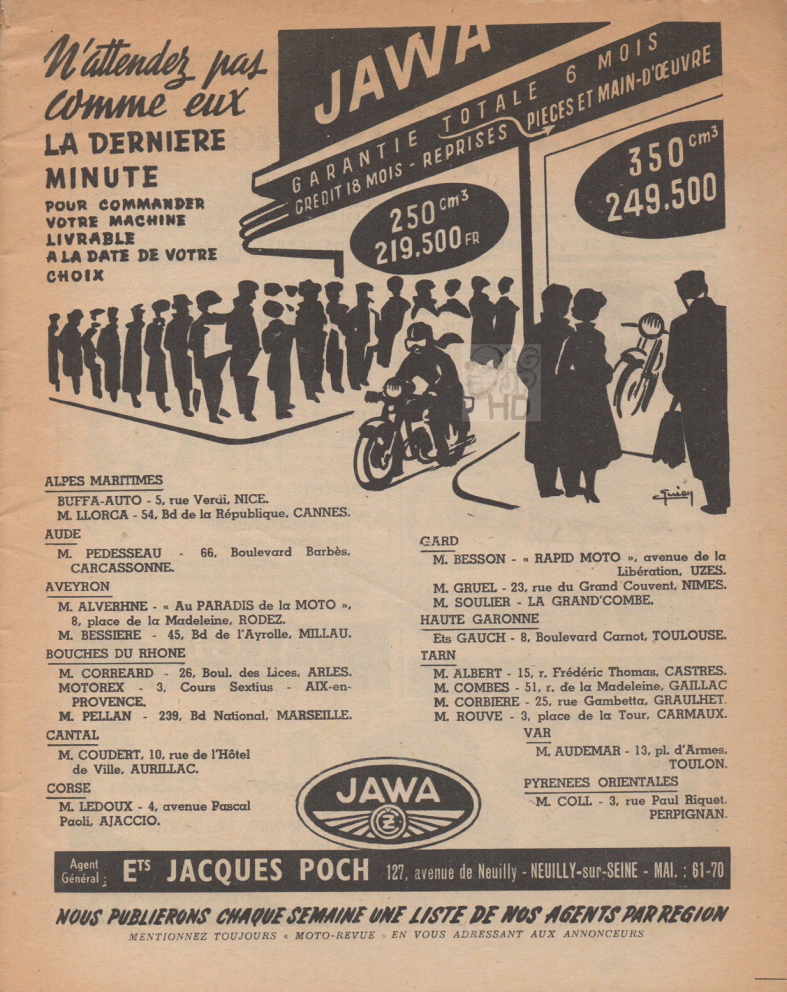 N'attendez pas
comme eux
LA DERNIERE
MINUTE
POUR COMMANDER
VOTRE MACHINE
LIVRABLE
A LA DATE DE VOTRE
CHOIX
JAWA
GARANTIE TOTALE 6 MOIS
CREDIT 18 MOIS - REPRISES PIECES ET MAIN-D'ŒUVRE
250 cm³
219.500 FR
350 cm³
249.500
HD
Guion
ALPES MARITIMES
BUFFA-AUTO - 5, rue Verdi, NICE.
M. LLORCA - 54, Bd de la République, CANNES.
AUDE
M. PEDESSEAU - 66, Boulevard Barbès,
CARCASSONNE.
AVEYRON
M. ALVERHNE - « Au PARADIS de la MOTO »,
8, place de la Madeleine, RODEZ.
M. BESSIERE - 45, Bd de l'Ayrolle, MILLAU.
BOUCHES DU RHONE
M. CORREARD - 26, Boul. des Lices, ARLES.
MOTOREX - 3, Cours Sextius - AIX-en-
PROVENCE.
M. PELLAN - 239, Bd National, MARSEILLE.
CANTAL
M. COUDERT, 10, rue de l'Hôtel
de Ville, AURILLAC.
CORSE
M. LEDOUX - 4, avenue Pascal
Paoli, AJACCIO.
GARD
M. BESSON - « RAPID MOTO », avenue de la
Libération, UZES.
M. GRUEL - 23, rue du Grand Couvent, NIMES.
M. SOULIER - LA GRAND'COMBE.
HAUTE GARONNE
Ets GAUCH - 8, Boulevard Carnot, TOULOUSE.
TARN
M. ALBERT - 15, r. Frédéric Thomas, CASTRES.
M. COMBES - 51, r. de la Madeleine, GAILLAC
M. CORBIERE - 25, rue Gambetta, GRAULHET.
M. ROUVE - 3, place de la Tour, CARMAUX.
VAR
M. AUDEMAR - 13, pl. d'Armes,
TOULON.
PYRENEES ORIENTALES
M. COLL - 3, rue Paul Riquet,
PERPIGNAN.
JAWA
Agent
Général : ETS JACQUES POCH 127, avenue de Neuilly - NEUILLY-sur-SEINE - MAI. : 61-70
NOUS PUBLIERONS CHAQUE SEMAINE UNE LISTE DE NOS AGENTS PAR REGION
MENTIONNEZ TOUJOURS « MOTO-REVUE » EN VOUS ADRESSANT AUX ANNONCEURS